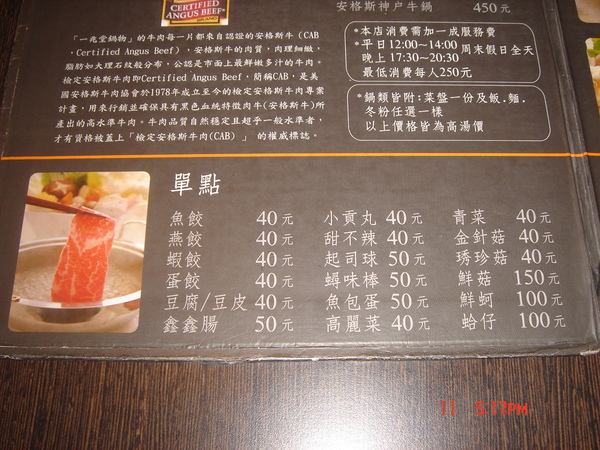 CERTIFIED
ANGUS BEEF
BRAND
安格斯神戶牛鍋 450元
「一兆堂鍋物」的牛肉每一片都來自認證的安格斯牛(CAB
,Certified Angus Beef)，安格斯牛的肉質，肉理細緻，
脂肪如大理石紋般分布，公認是市面上最鮮嫩多汁的牛肉。
檢定安格斯牛肉即Certified Angus Beef，簡稱CAB，是美
國安格斯牛肉協會於1978年成立至今的檢定安格斯牛肉專案
計畫，用來行銷並確保具有黑色血統特徵肉牛(安格斯牛)所
產出的高水準牛肉。牛肉品質自然穩定且超乎一般水準者，
才有資格被蓋上「檢定安格斯牛肉(CAB)」的權威標誌。
*本店消費需加一成服務費
*平日12:00~14:00 周末假日全天
晚上17:30~20:30
最低消費每人250元
*鍋類皆附:菜盤一份及飯.麵.
冬粉任選一樣
以上價格皆為高湯價
單點
魚餃 40元
燕餃 40元
蝦餃 40元
蛋餃 40元
豆腐/豆皮 40元
鑫鑫腸 50元
小貢丸 40元
甜不辣 40元
起司球 50元
蟳味棒 50元
魚包蛋 50元
高麗菜 40元
青菜 40元
金針菇 40元
琇珍菇 40元
鮮菇 150元
鮮蚵 100元
蛤仔 100元
11 5:17PM